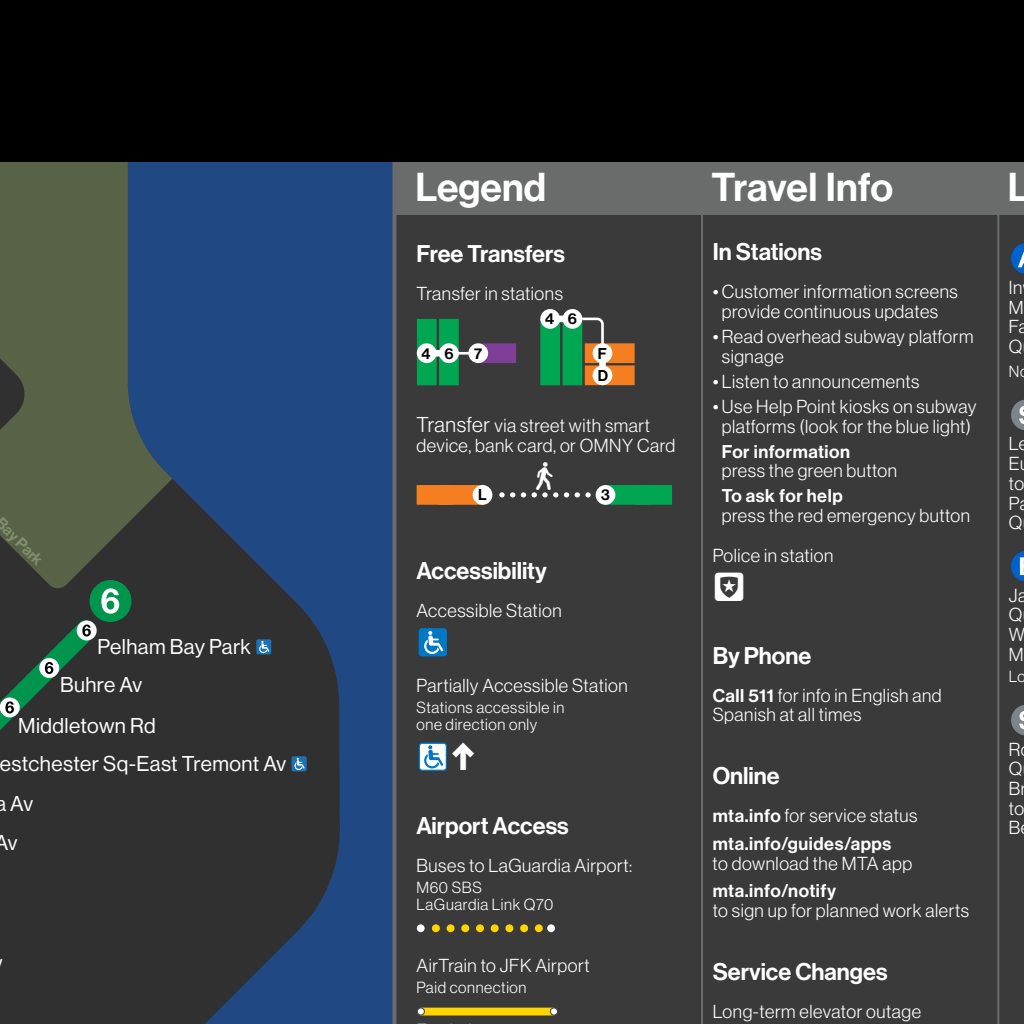 Bay Park
6
6
Pelham Bay Park
6
Buhre Av
6
Middletown Rd
Sq-East Tremont Av
Av
Av
Legend
Free Transfers
Transfer in stations
4 6 7
4 6
F
D
Transfer via street with smart
device, bank card, or OMNY Card
L 3
Accessibility
Accessible Station
Partially Accessible Station
Stations accessible in
one direction only
Airport Access
Buses to LaGuardia Airport:
M60 SBS
LaGuardia Link Q70
AirTrain to JFK Airport
Paid connection
Travel Info
In Stations
• Customer information screens
provide continuous updates
• Read overhead subway platform
signage
• Listen to announcements
• Use Help Point kiosks on subway
platforms (look for the blue light)
For information
press the green button
To ask for help
press the red emergency button
Police in station
By Phone
Call 511 for info in English and
Spanish at all times
Online
mta.info for service status
mta.info/guides/apps
to download the MTA app
mta.info/notify
to sign up for planned work alerts
Service Changes
Long-term elevator outage
to
to